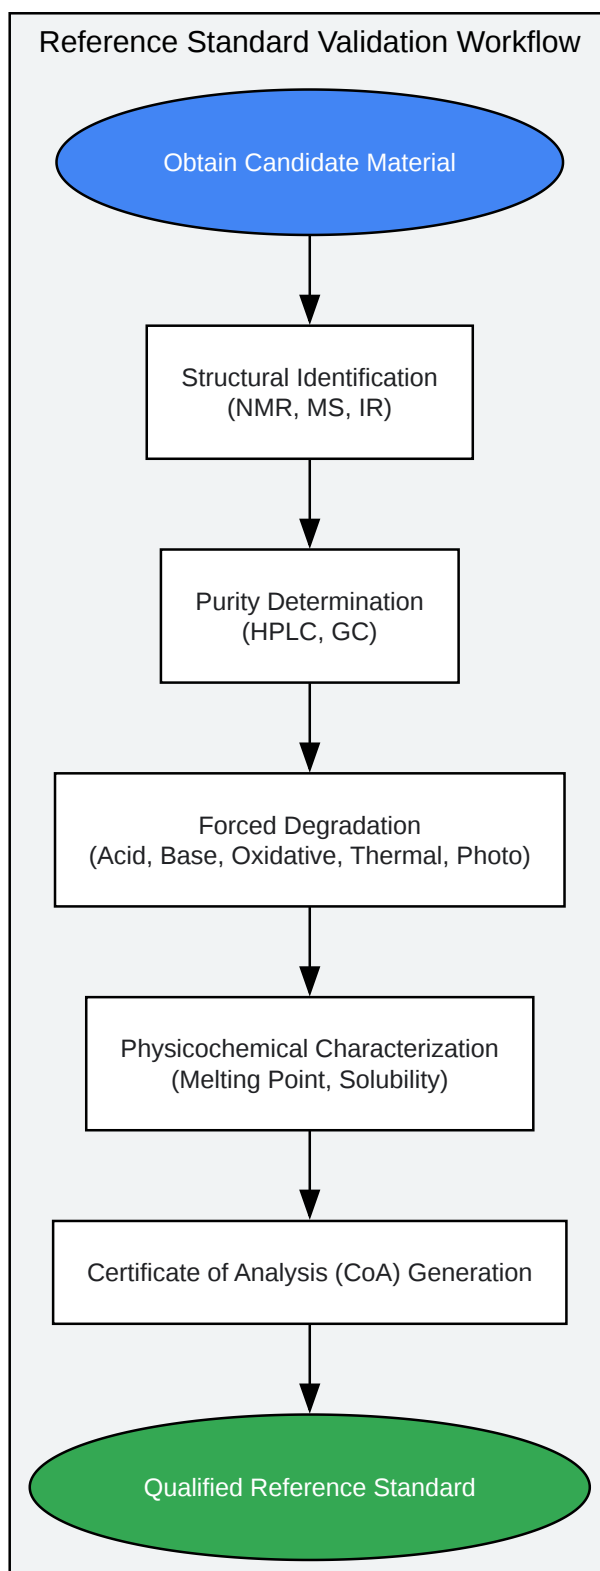 Reference Standard Validation Workflow
Obtain Candidate Material
Structural Identification
(NMR, MS, IR)
Purity Determination
(HPLC, GC)
Forced Degradation
(Acid, Base, Oxidative, Thermal, Photo)
Physicochemical Characterization
(Melting Point, Solubility)
Certificate of Analysis (CoA) Generation
Qualified Reference Standard